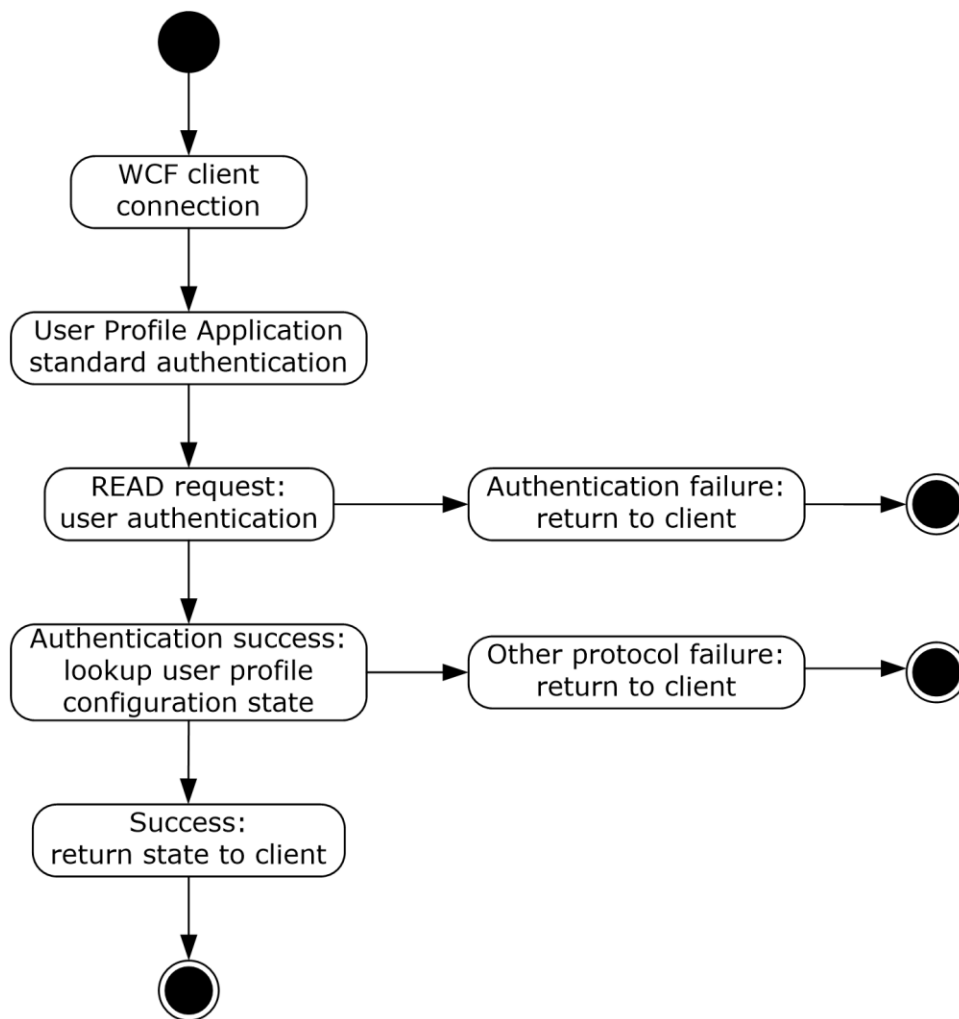 WCF client
connection
User Profile Application
standard authentication
READ request:
user authentication
Authentication failure:
return to client
Authentication success:
lookup user profile
configuration state
Other protocol failure:
return to client
Success:
return state to client